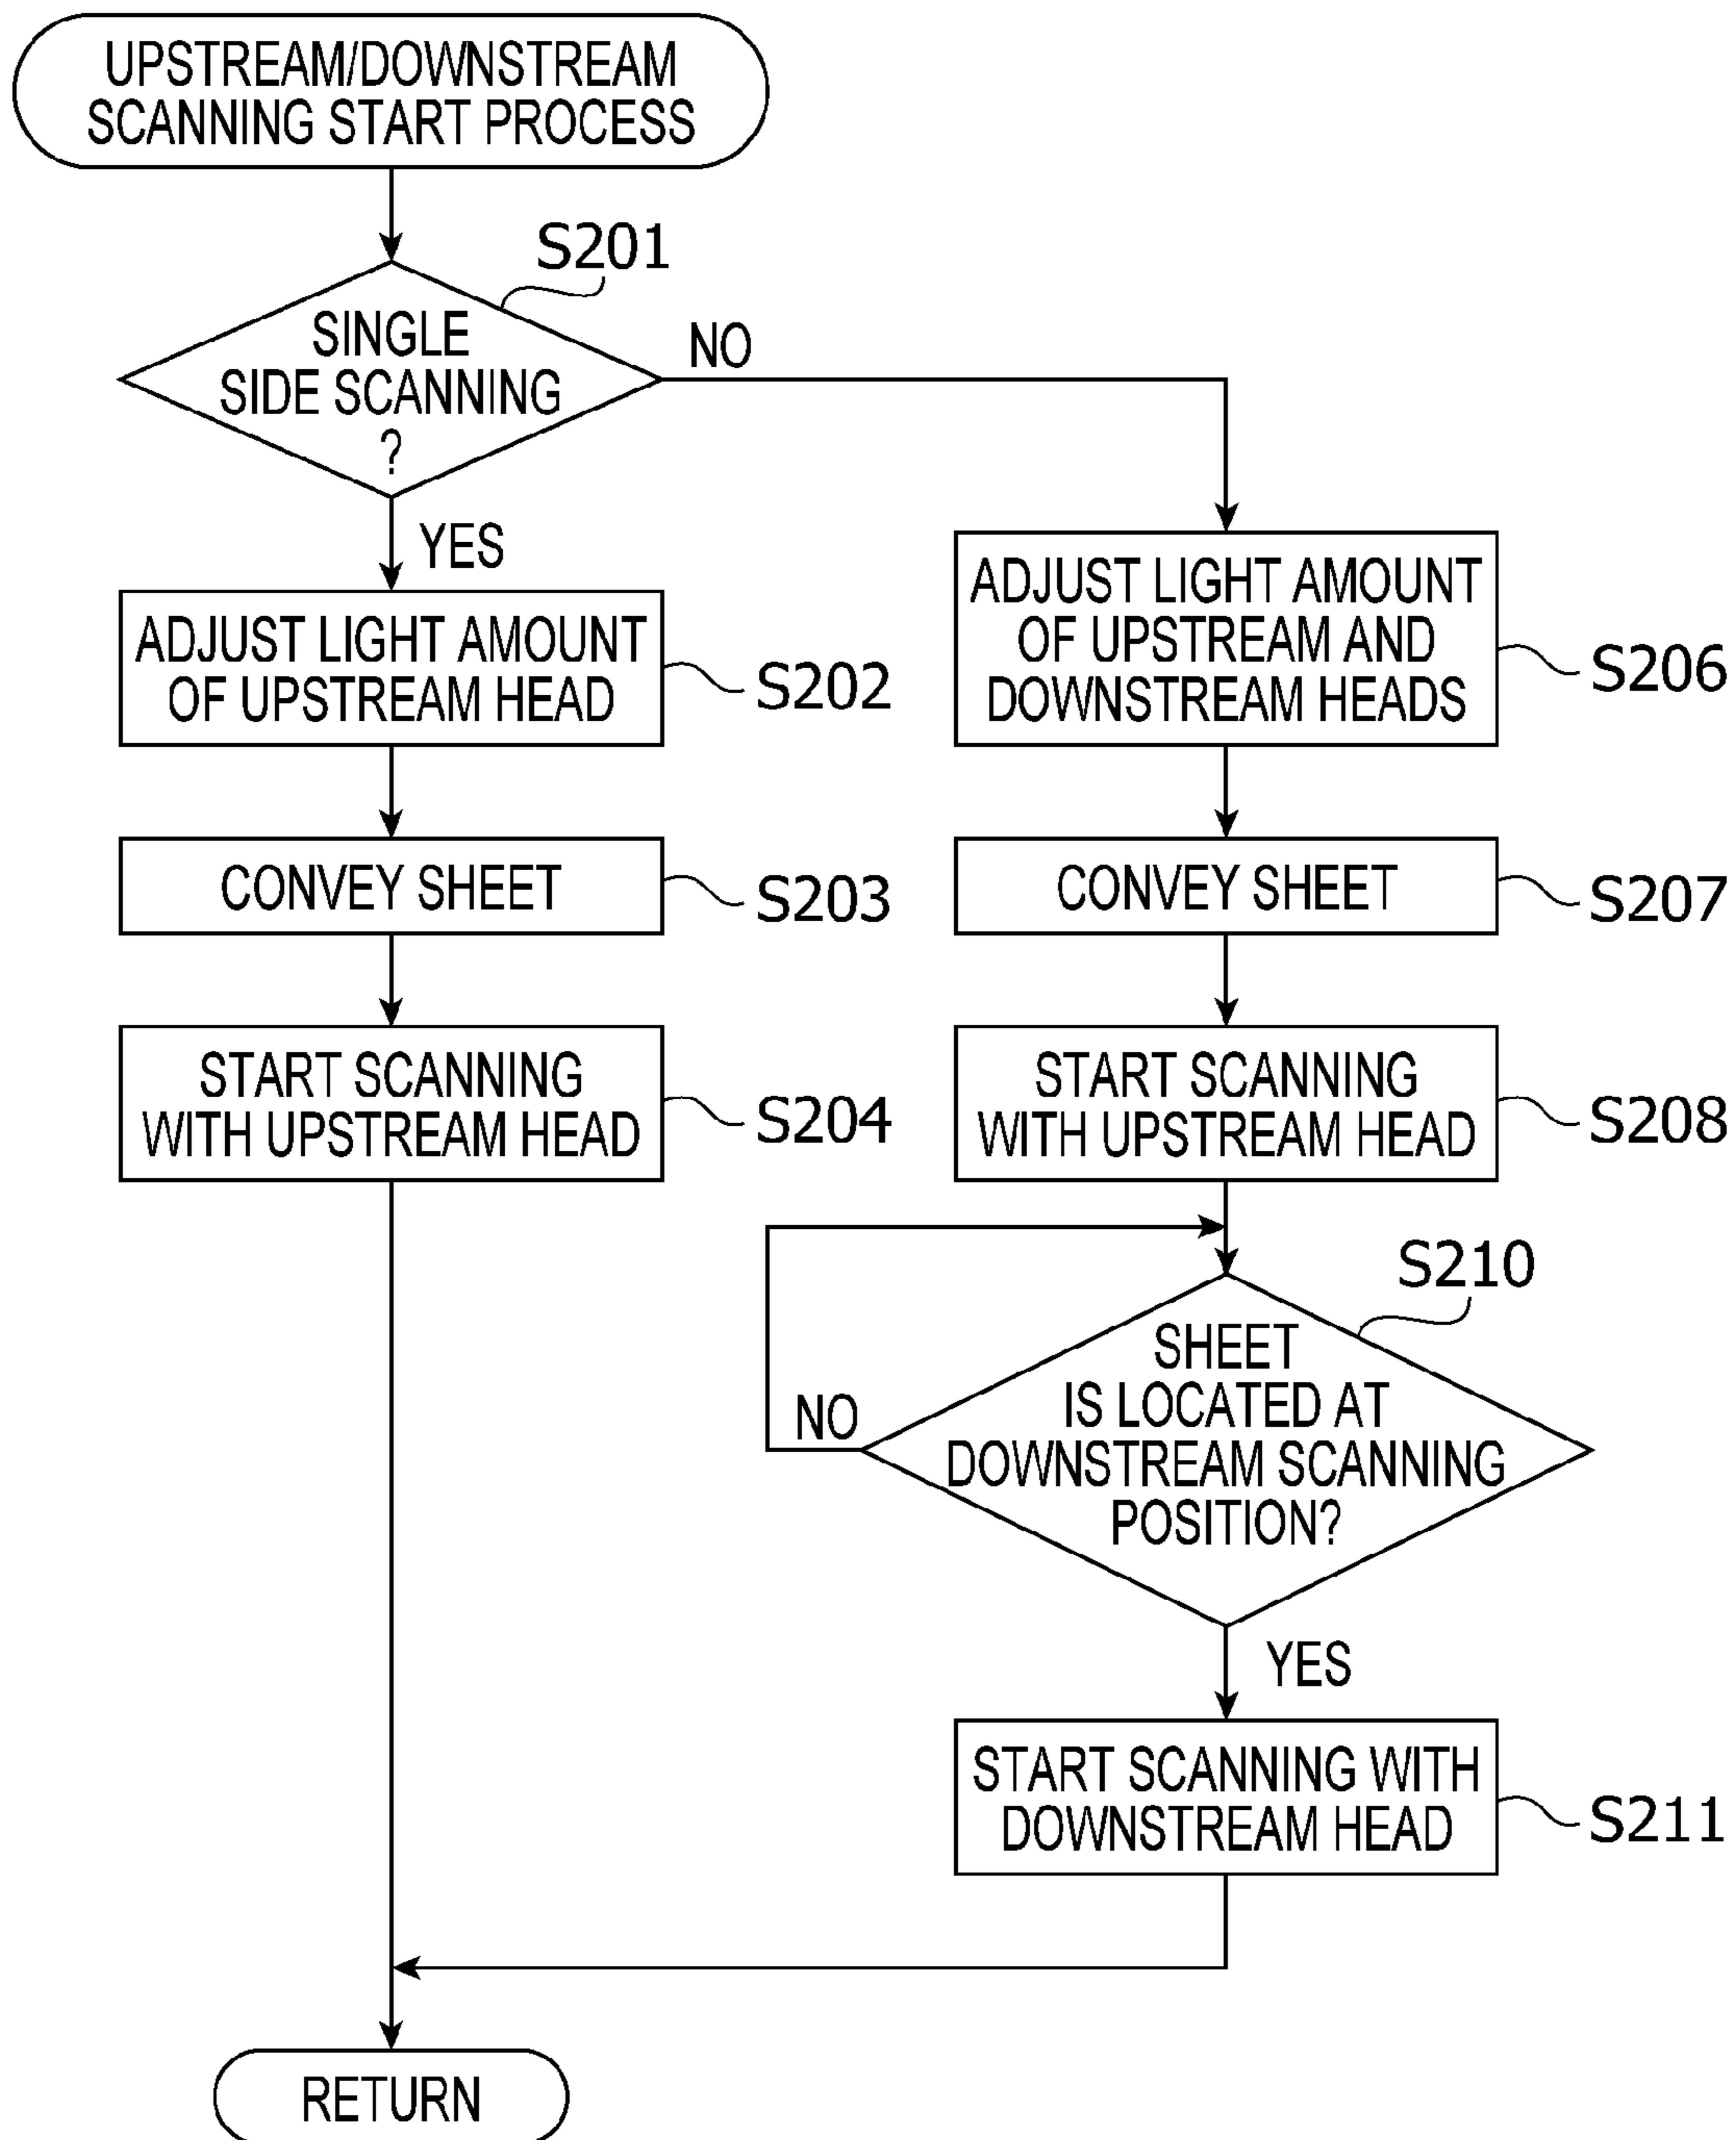 UPSTREAM/DOWNSTREAM
SCANNING START PROCESS
S201
SINGLE
SIDE SCANNING
?
NO
YES
ADJUST LIGHT AMOUNT
OF UPSTREAM HEAD
S202
CONVEY SHEET
S203
START SCANNING
WITH UPSTREAM HEAD
S204
ADJUST LIGHT AMOUNT
OF UPSTREAM AND
DOWNSTREAM HEADS
S206
CONVEY SHEET
S207
START SCANNING
WITH UPSTREAM HEAD
S208
S210
SHEET
IS LOCATED AT
DOWNSTREAM SCANNING
POSITION?
NO
YES
START SCANNING WITH
DOWNSTREAM HEAD
S211
RETURN